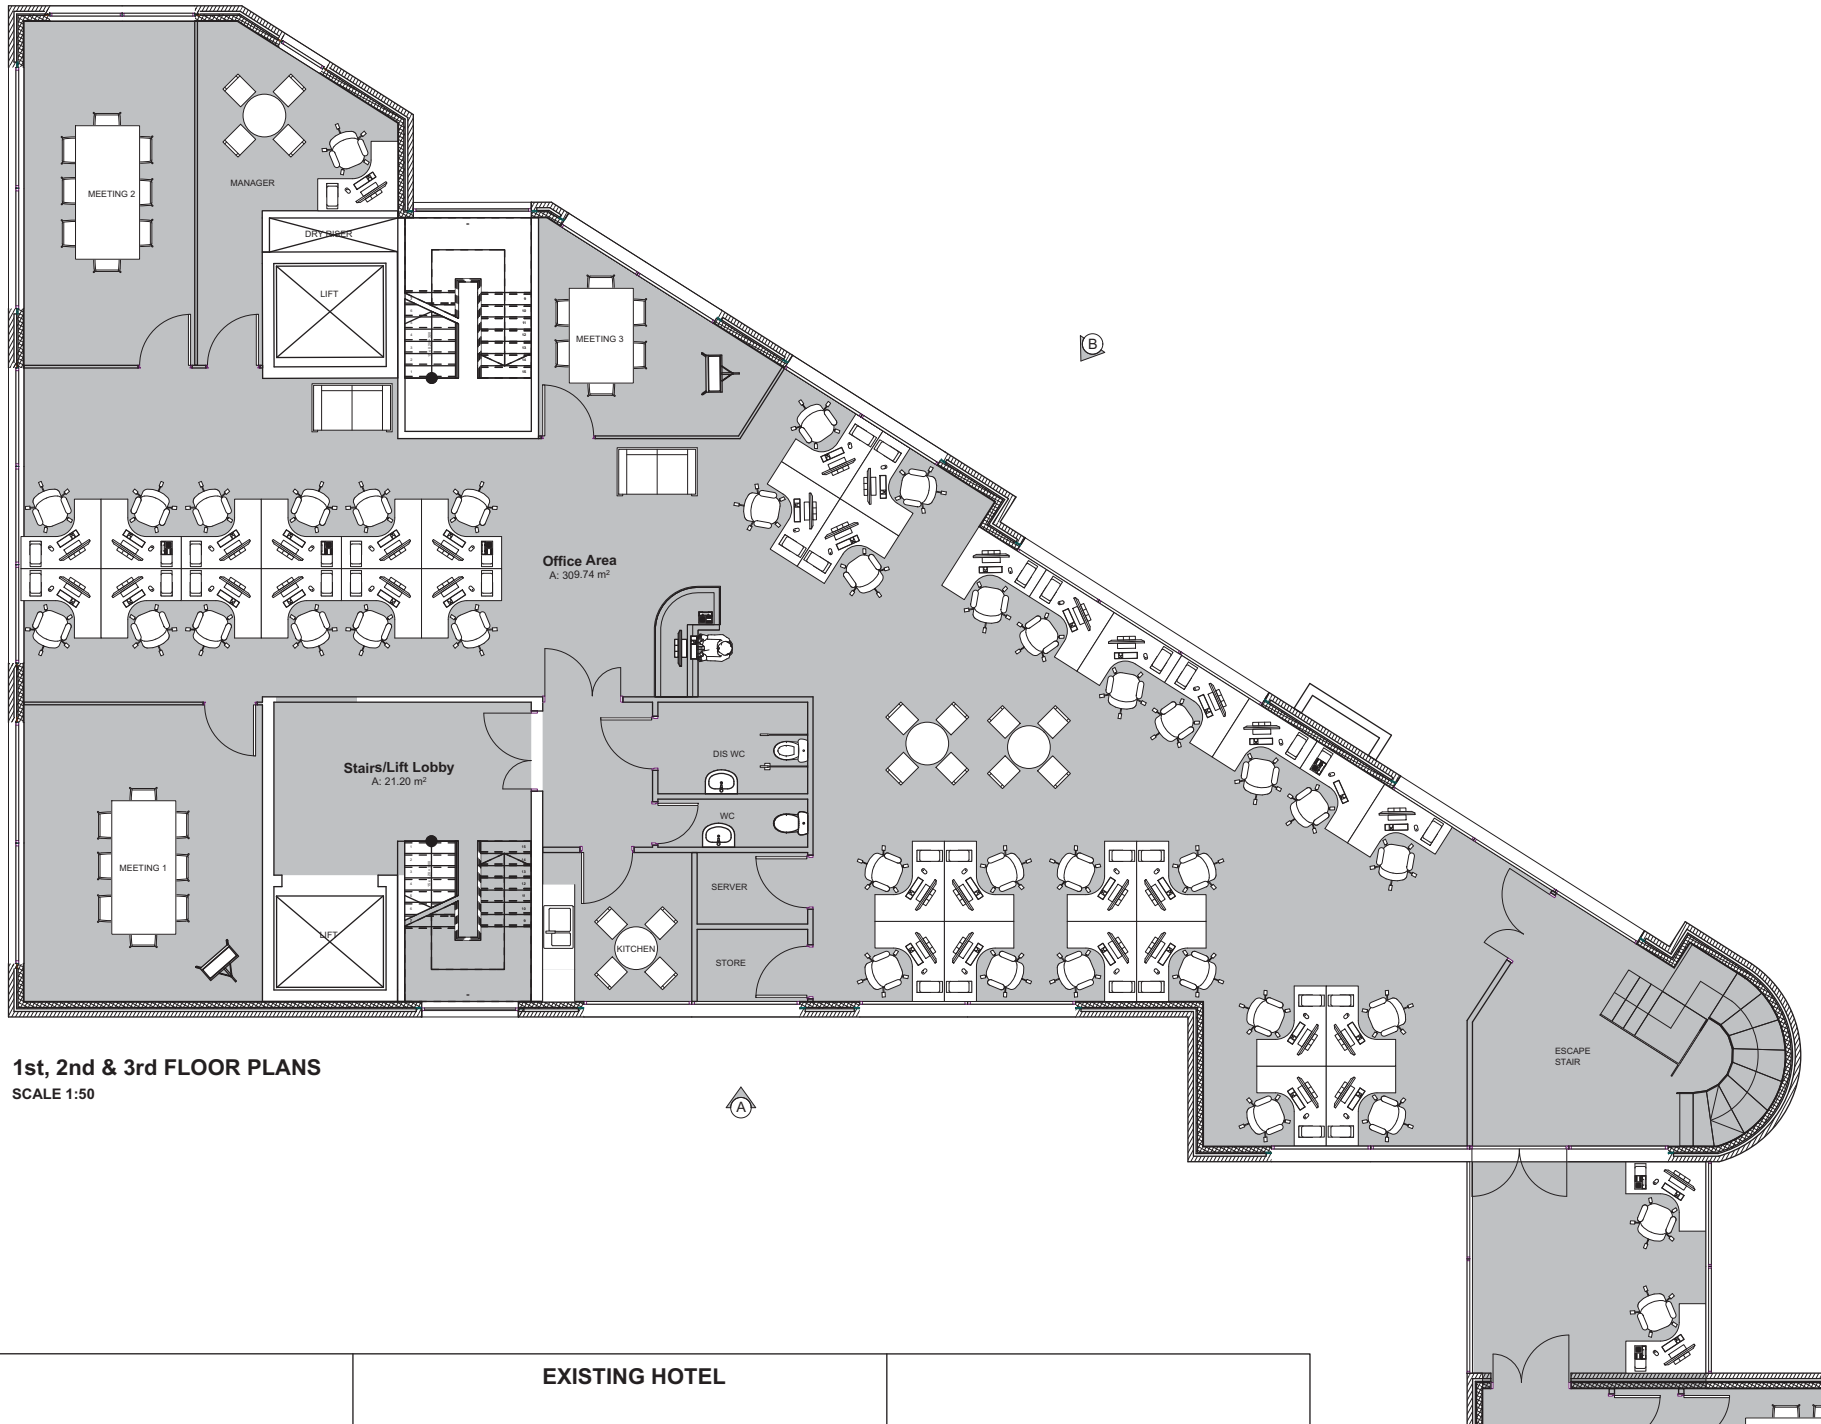 MEETING 2
MANAGER
DRY RISER
LIFT
MEETING 3
B
Office Area
A: 309.74 m²
DIS WC
Stairs/Lift Lobby
A: 21.20 m²
WC
MEETING 1
SERVER
LIFT
KITCHEN
STORE
ESCAPE
STAIR
1st, 2nd & 3rd FLOOR PLANS
SCALE 1:50
A
EXISTING HOTEL